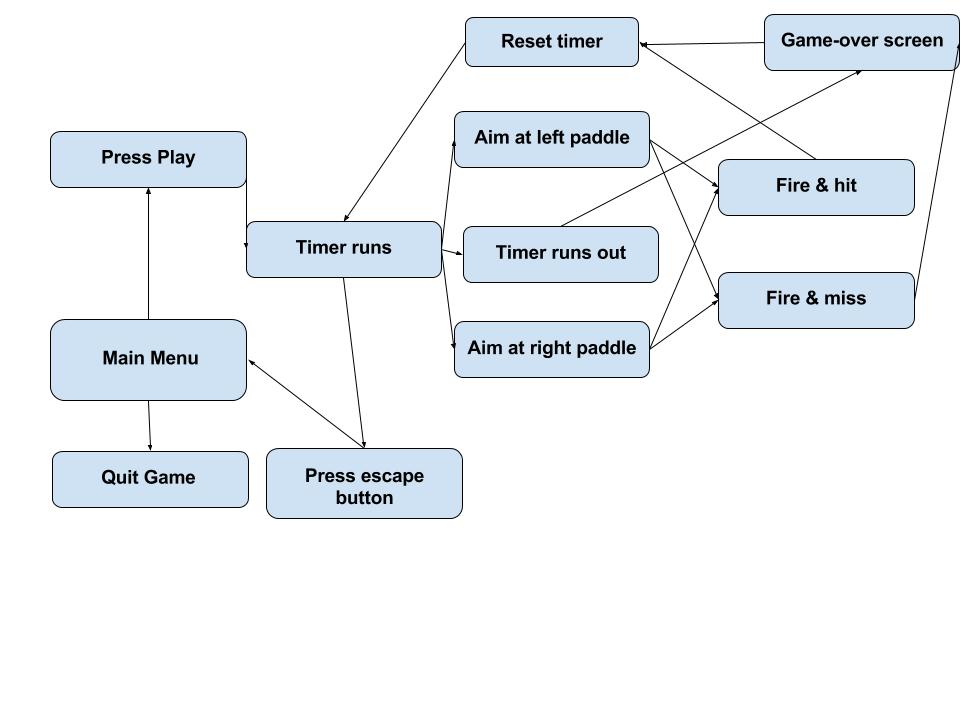 Reset timer
Game-over screen
Press Play
Aim at left paddle
Fire & hit
Timer runs
Timer runs out
Fire & miss
Main Menu
Aim at right paddle
Quit Game
Press escape
button